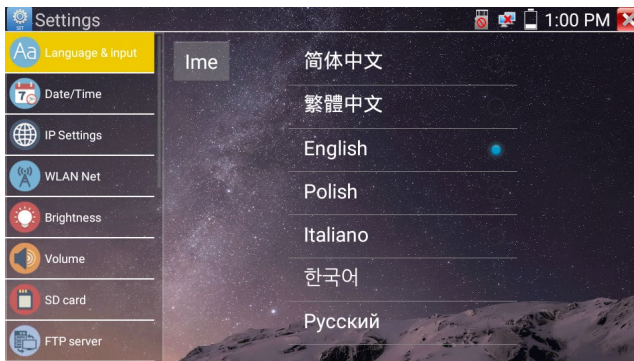 Settings
1:00 PM
Language & input
Date/Time
IP Settings
WLAN Net
Brightness
Volume
SD card
FTP server
Ime
简体中文
繁體中文
English
Polish
Italiano
한국어
Русский